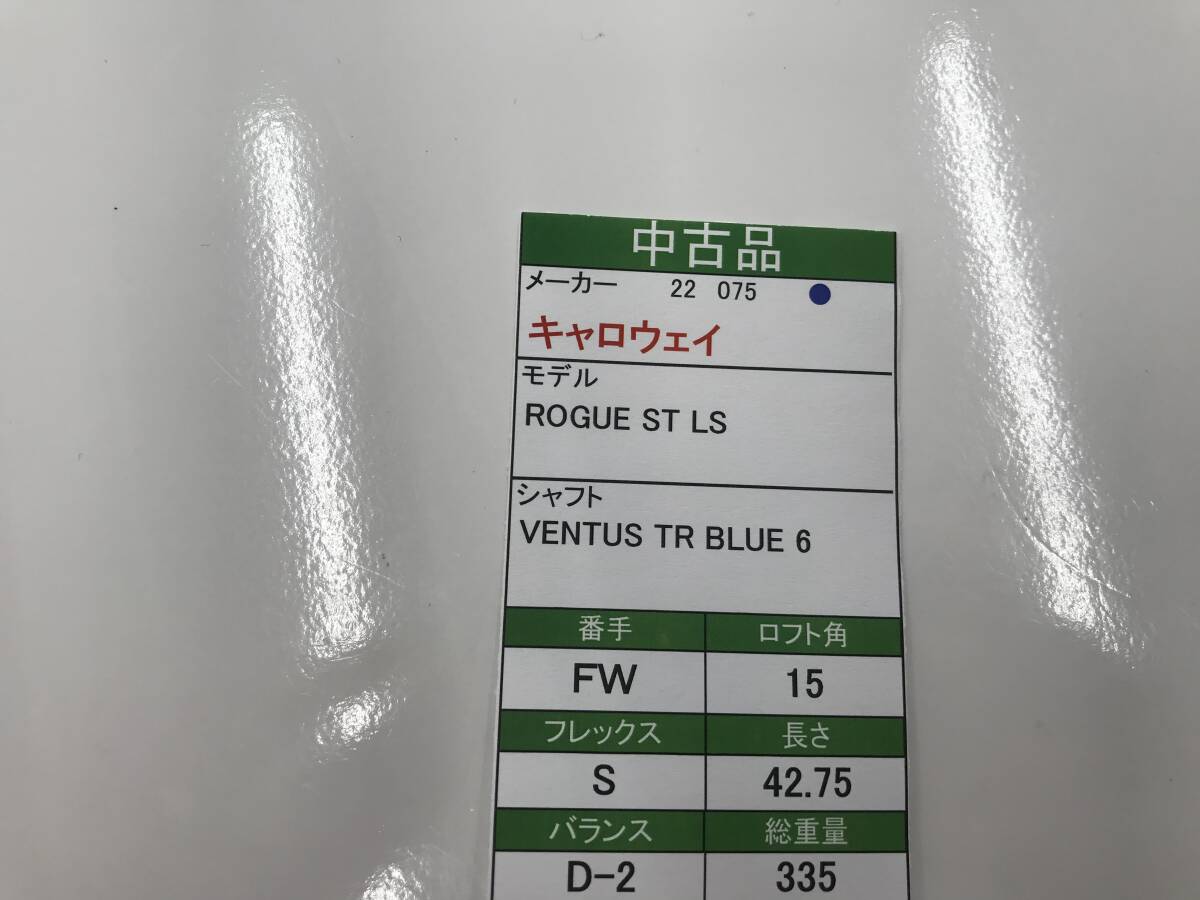 中古品
メーカー 22 075
キャロウェイ
モデル
ROGUE ST LS
シャフト
VENTUS TR BLUE 6
番手 ロフト角
FW 15
フレックス 長さ
S 42.75
バランス 総重量
D-2 335